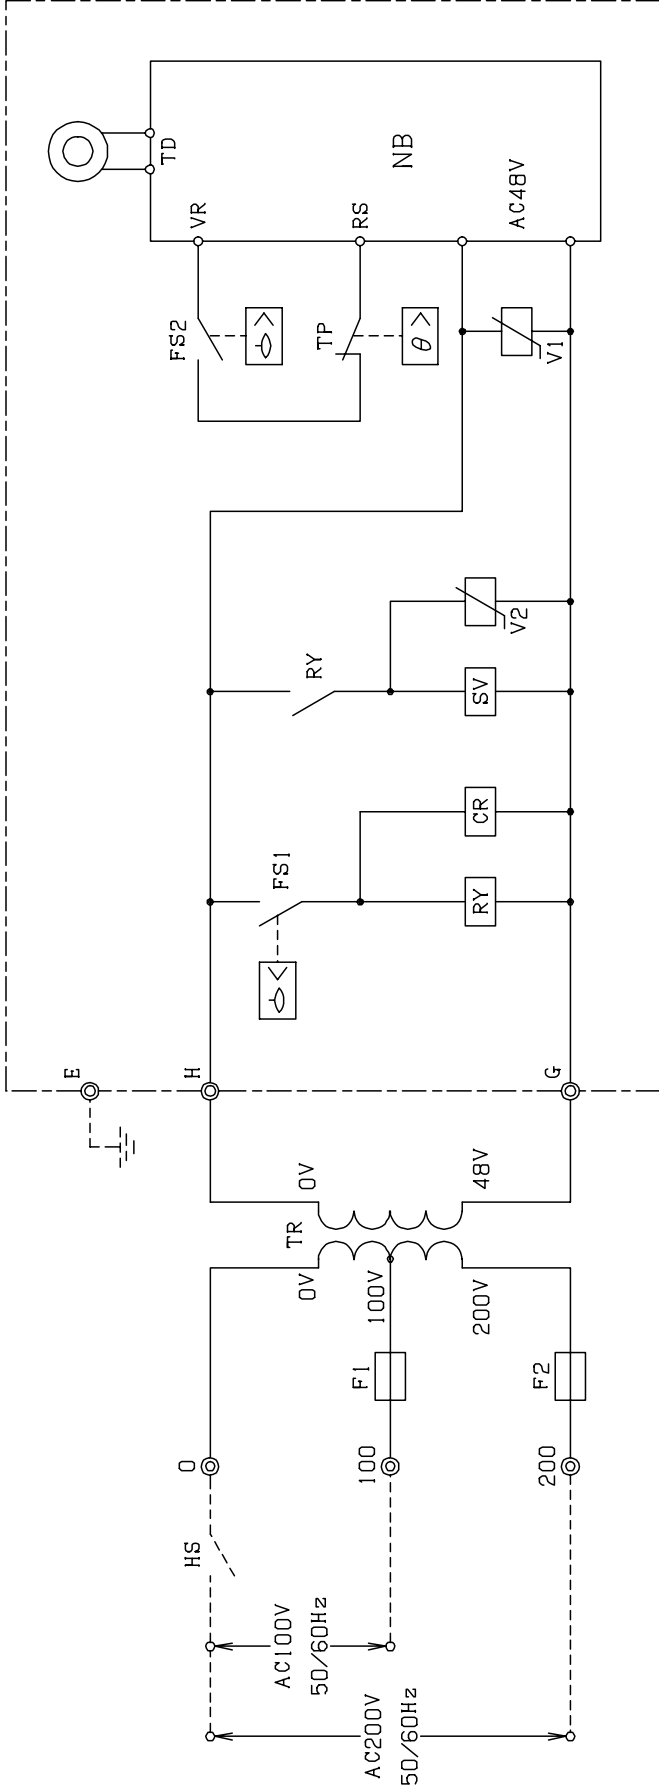 AC200V
50/60Hz
AC100V
50/60Hz
HS
0
100
200
F1
F2
0V
100V
200V
TR
0V
48V
E
H
G
FS1
RY
CR
RY
SV
V2
FS2
TP
θ >
V1
VR
RS
TD
NB
AC48V